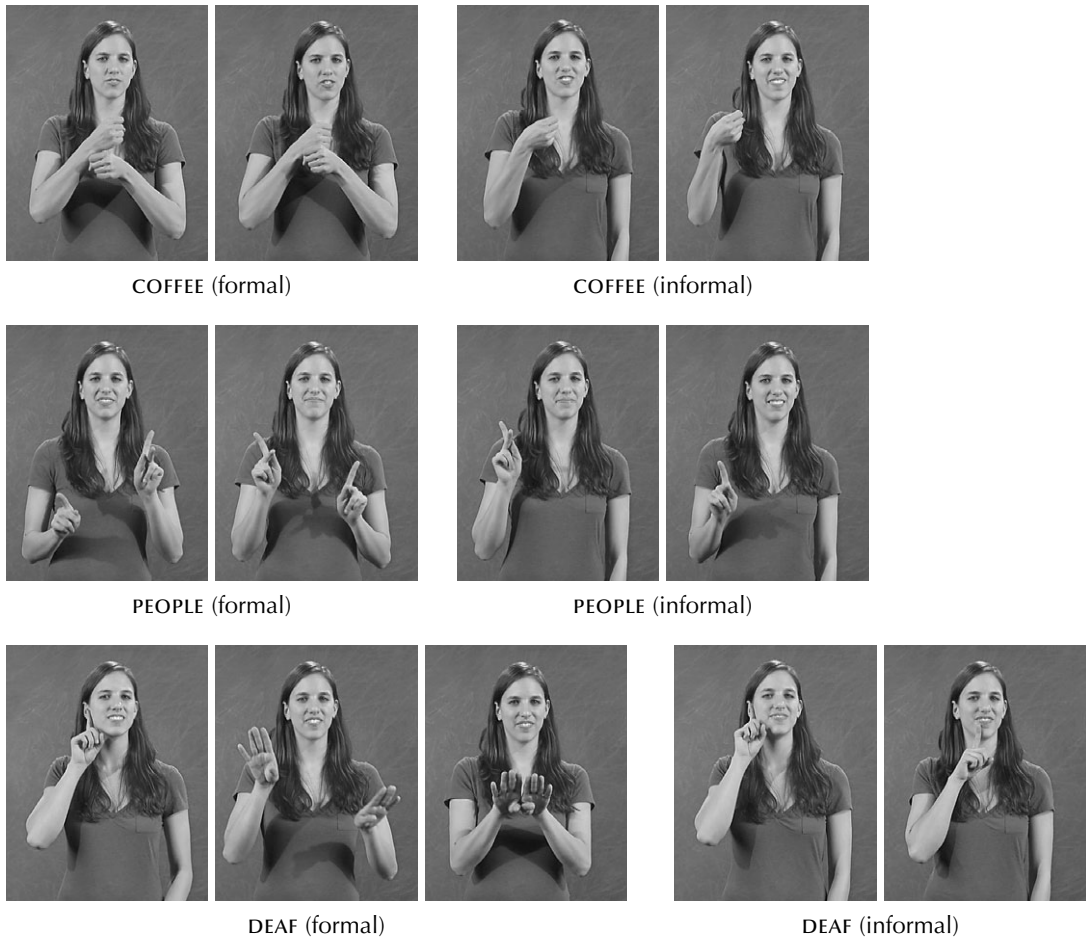 COFFEE (formal)
COFFEE (informal)
PEOPLE (formal)
PEOPLE (informal)
DEAF (formal)
DEAF (informal)